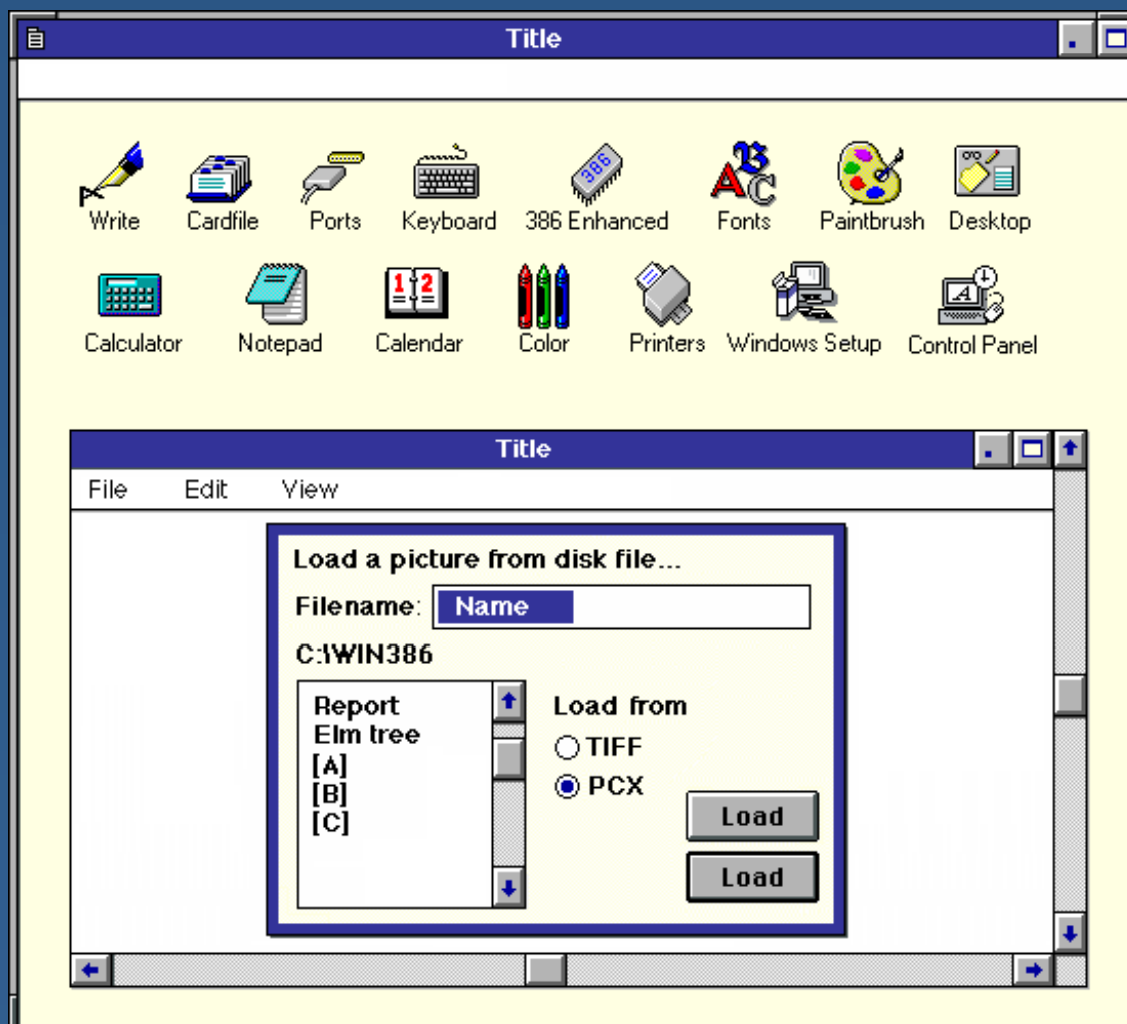 Title
Write Cardfile Ports Keyboard 386 Enhanced Fonts Paintbrush Desktop
Calculator Notepad Calendar Color Printers Windows Setup Control Panel
Title
File Edit View
Load a picture from disk file...
Filename: Name
C:\WIN386
Report
Elm tree
[A]
[B]
[C]
Load from
TIFF
PCX
Load
Load